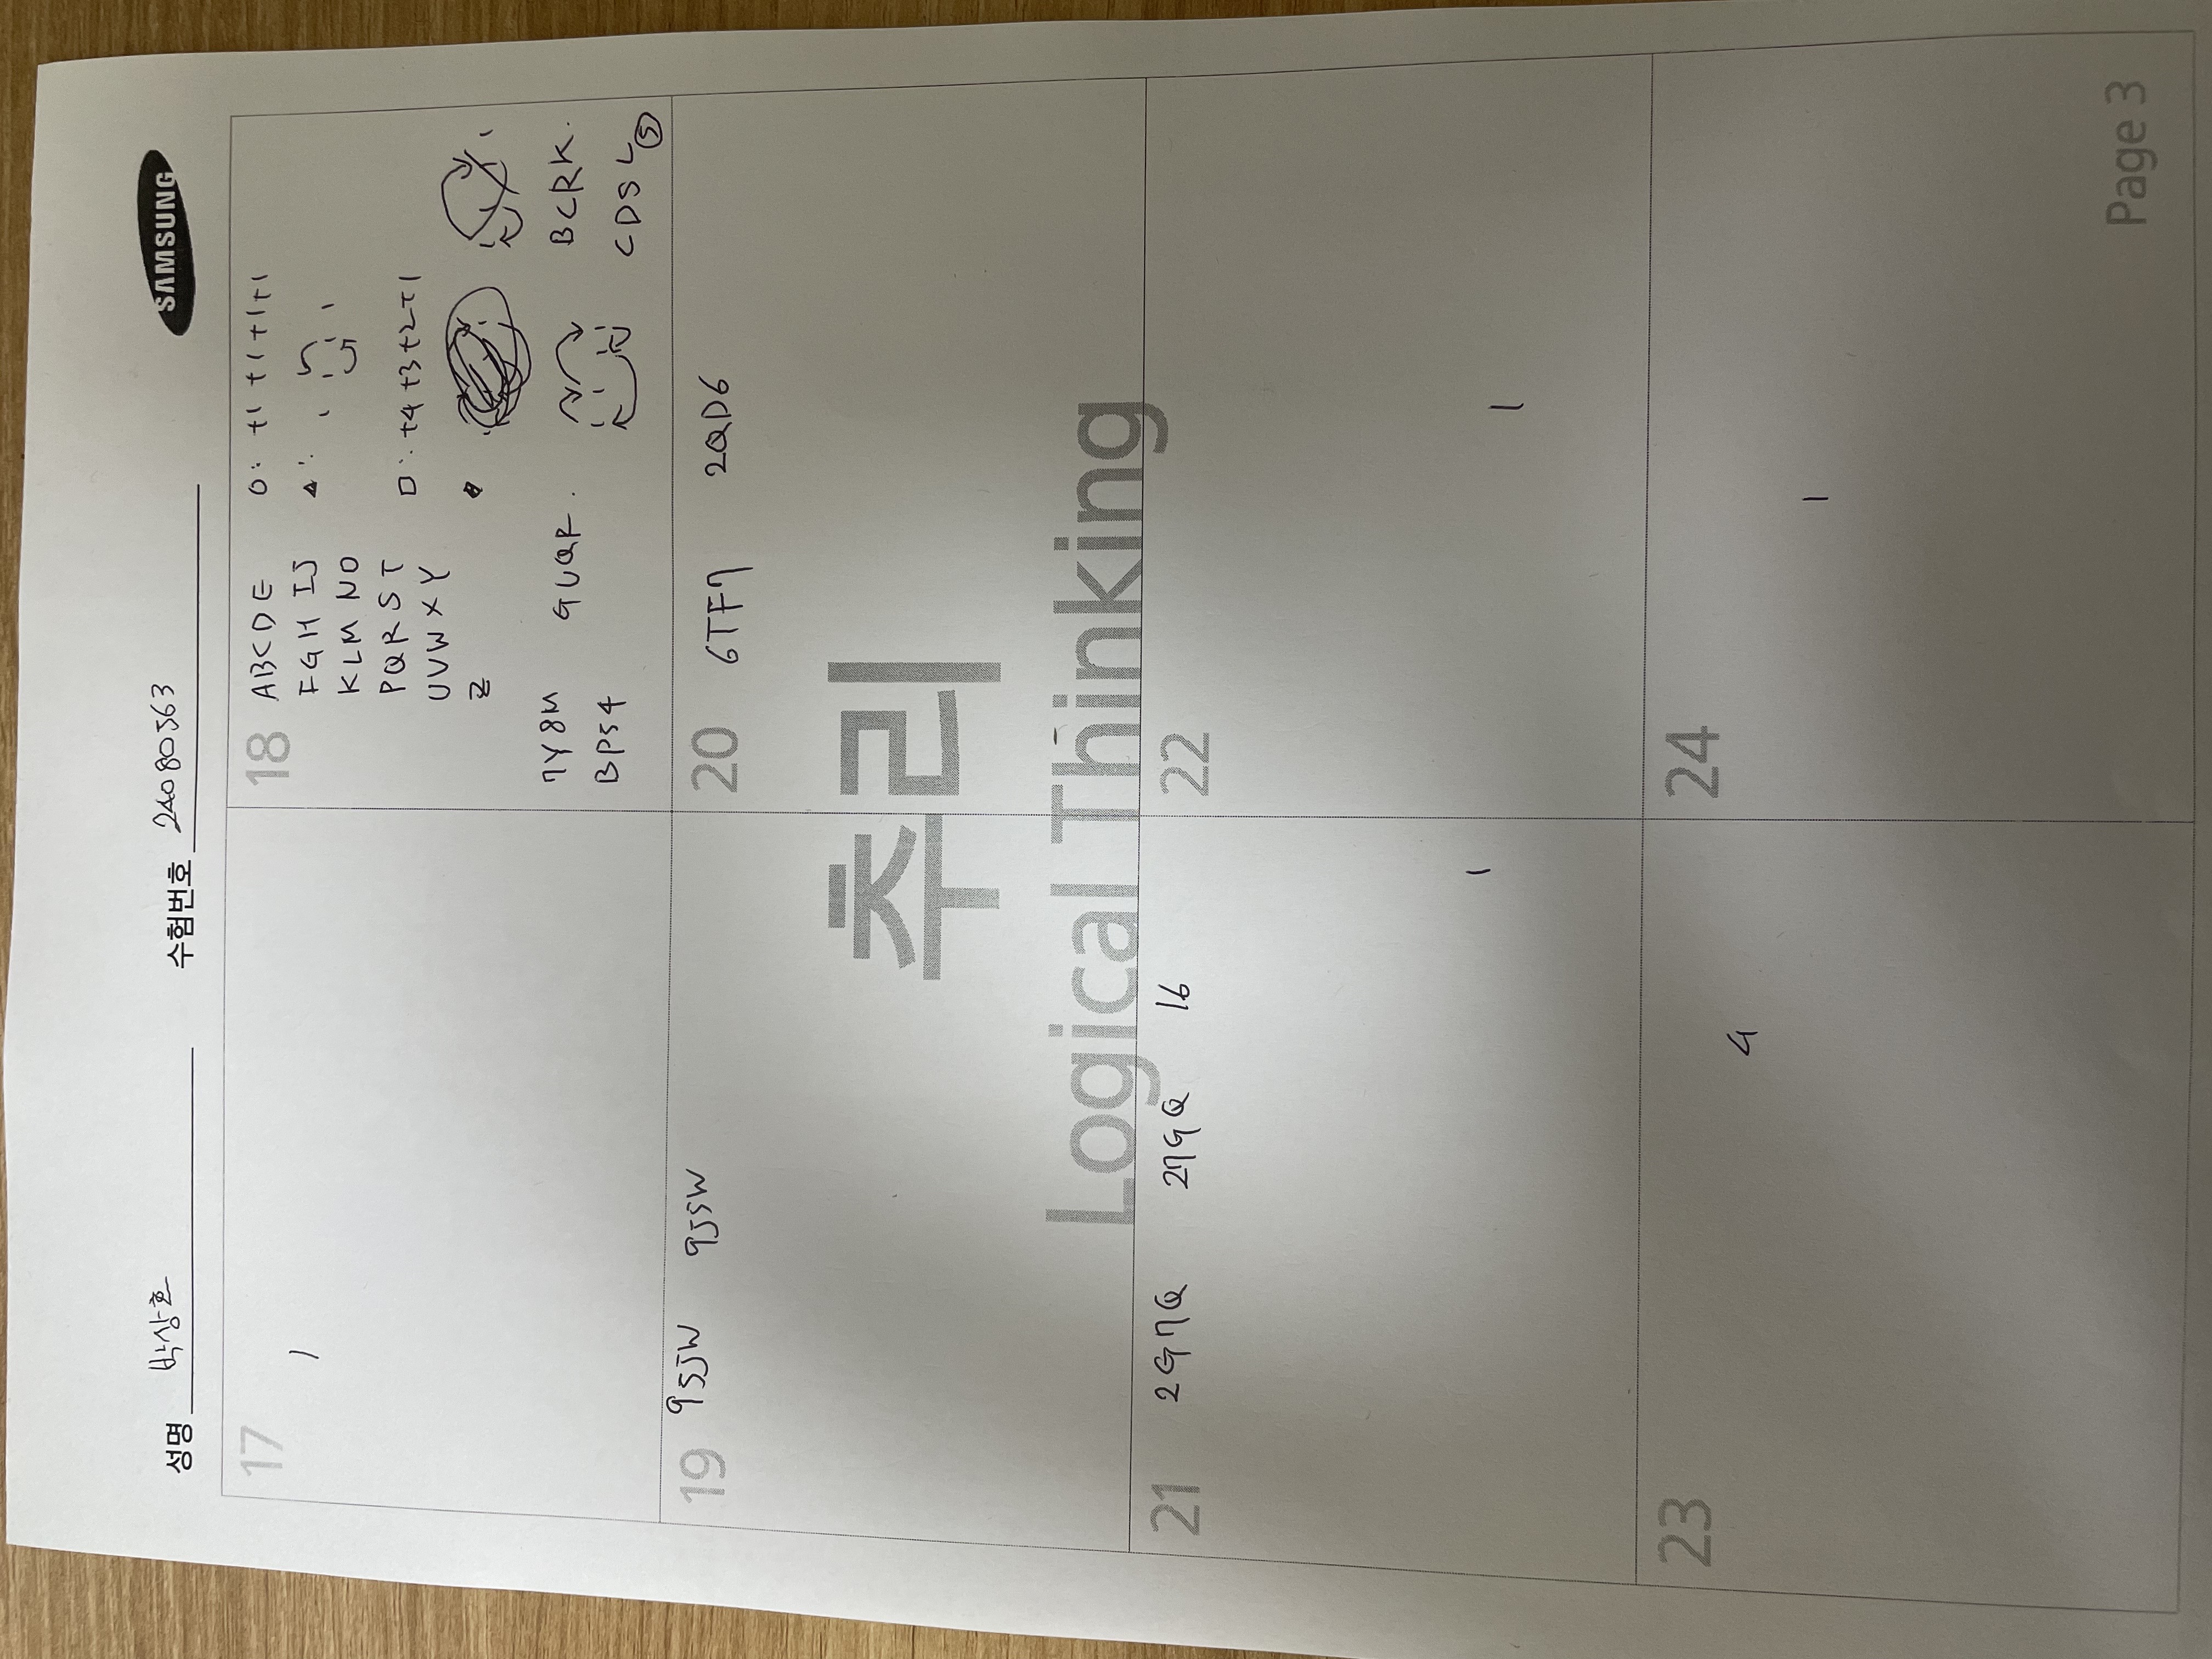 성명 박상호 수험번호 24080563 SAMSUNG
17
1
18
ABCDE
FGHIJ
KLMNO
PQRST
UVWXY
Z
O: +1 +1 +1 +1
△:
□: +4 +3 +2 +1
7Y8M
BP54
GUQR.
BCRK.
CDSL ⑤
19 95JW 9J5W
20 6TF7 2QD6
추리
Logical Thinking
21 2G7Q 27GQ 16
1
22
1
23
4
24
1
Page 3